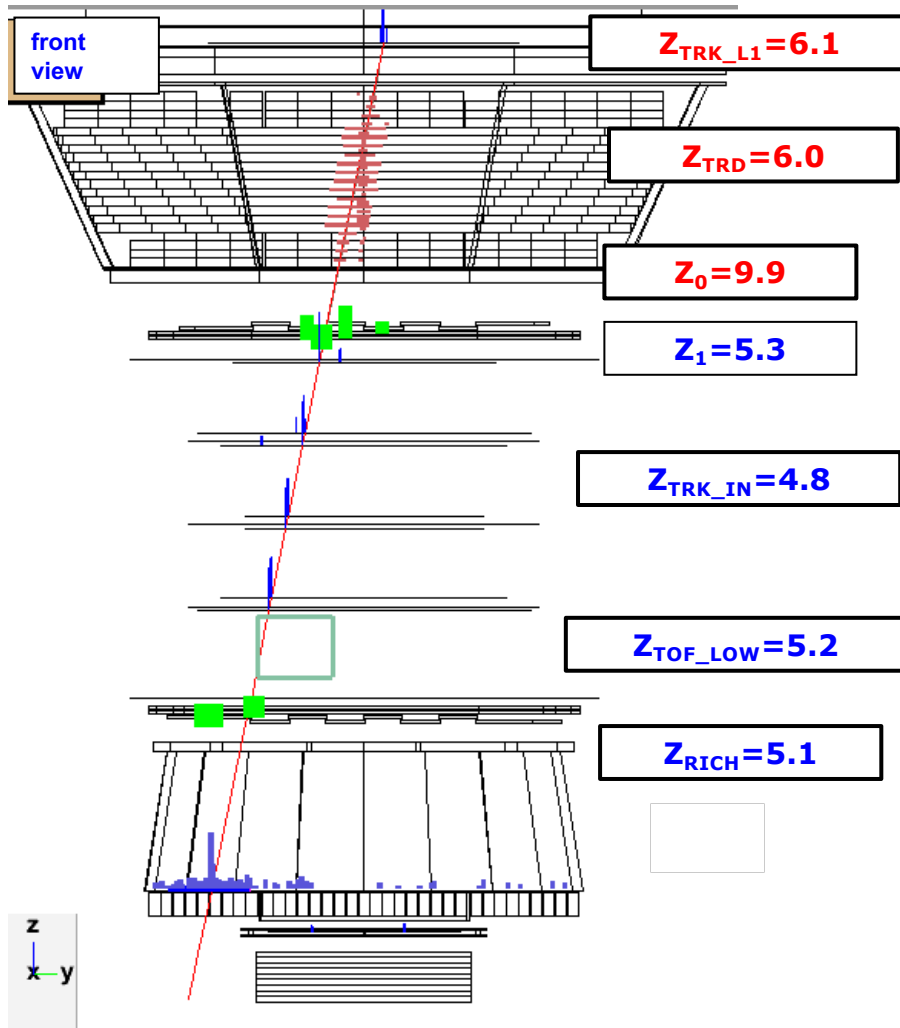 front
view
Z_TRK_L1=6.1
Z_TRD=6.0
Z_0=9.9
Z_1=5.3
Z_TRK_IN=4.8
Z_TOF_LOW=5.2
Z_RICH=5.1
z
x y